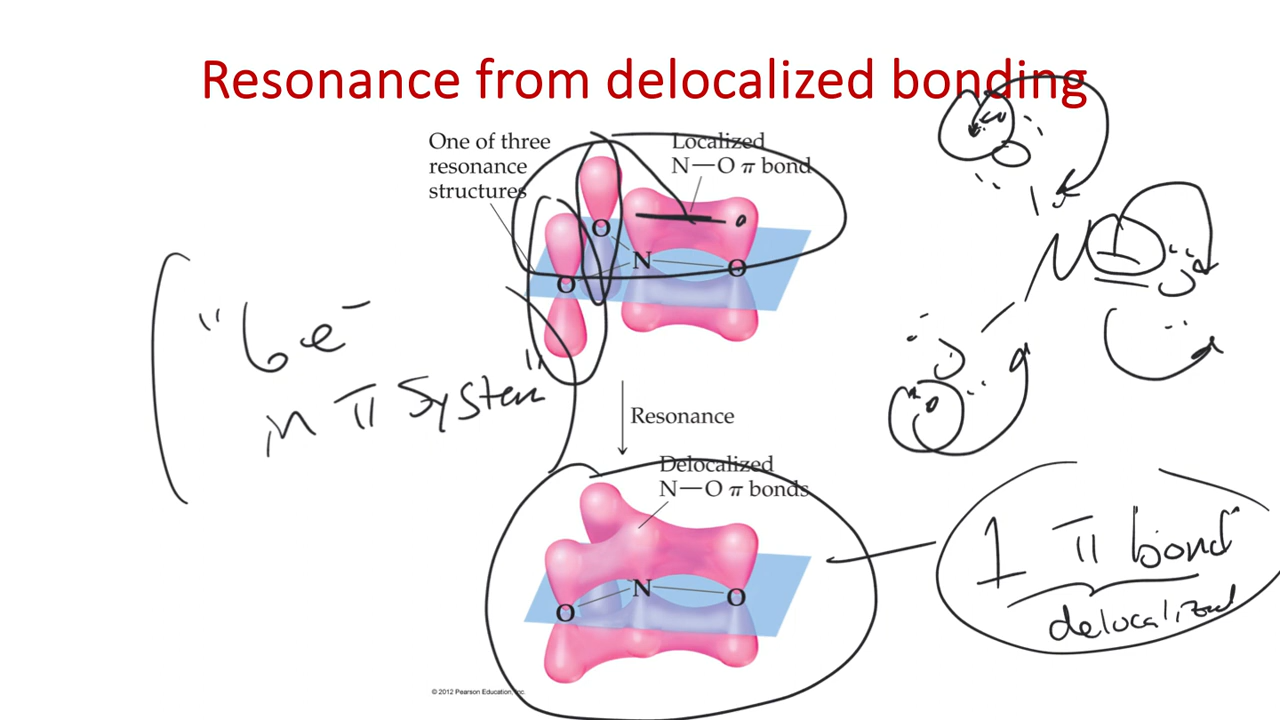 Resonance from delocalized bonding
One of three
resonance
structures
Localized
N—O π bond
O
N
O
O
"6e⁻
in π System"
Resonance
N
Delocalized
N—O π bonds
N
O
O
1 π bond"
delocalized
© 2012 Pearson Education, Inc.